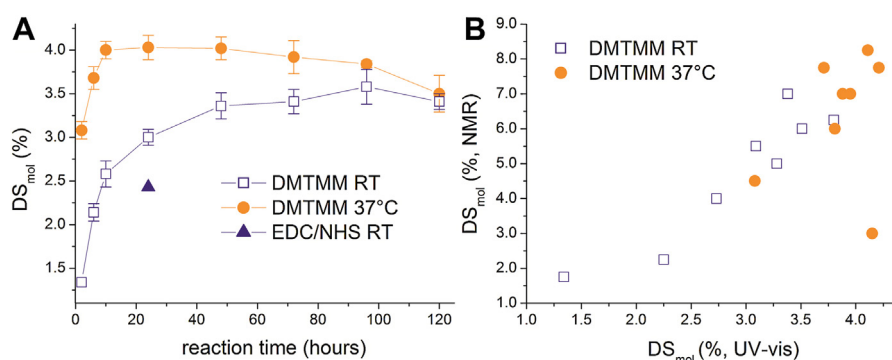 A
DS_mol (%)
4.0
3.5
3.0
2.5
2.0
1.5
DMTMM RT
DMTMM 37°C
EDC/NHS RT
0 20 40 60 80 100 120
reaction time (hours)
B
DS_mol (%, NMR)
9.0
8.0
7.0
6.0
5.0
4.0
3.0
2.0
1.0
DMTMM RT
DMTMM 37°C
1.0 1.5 2.0 2.5 3.0 3.5 4.0
DS_mol (%, UV-vis)